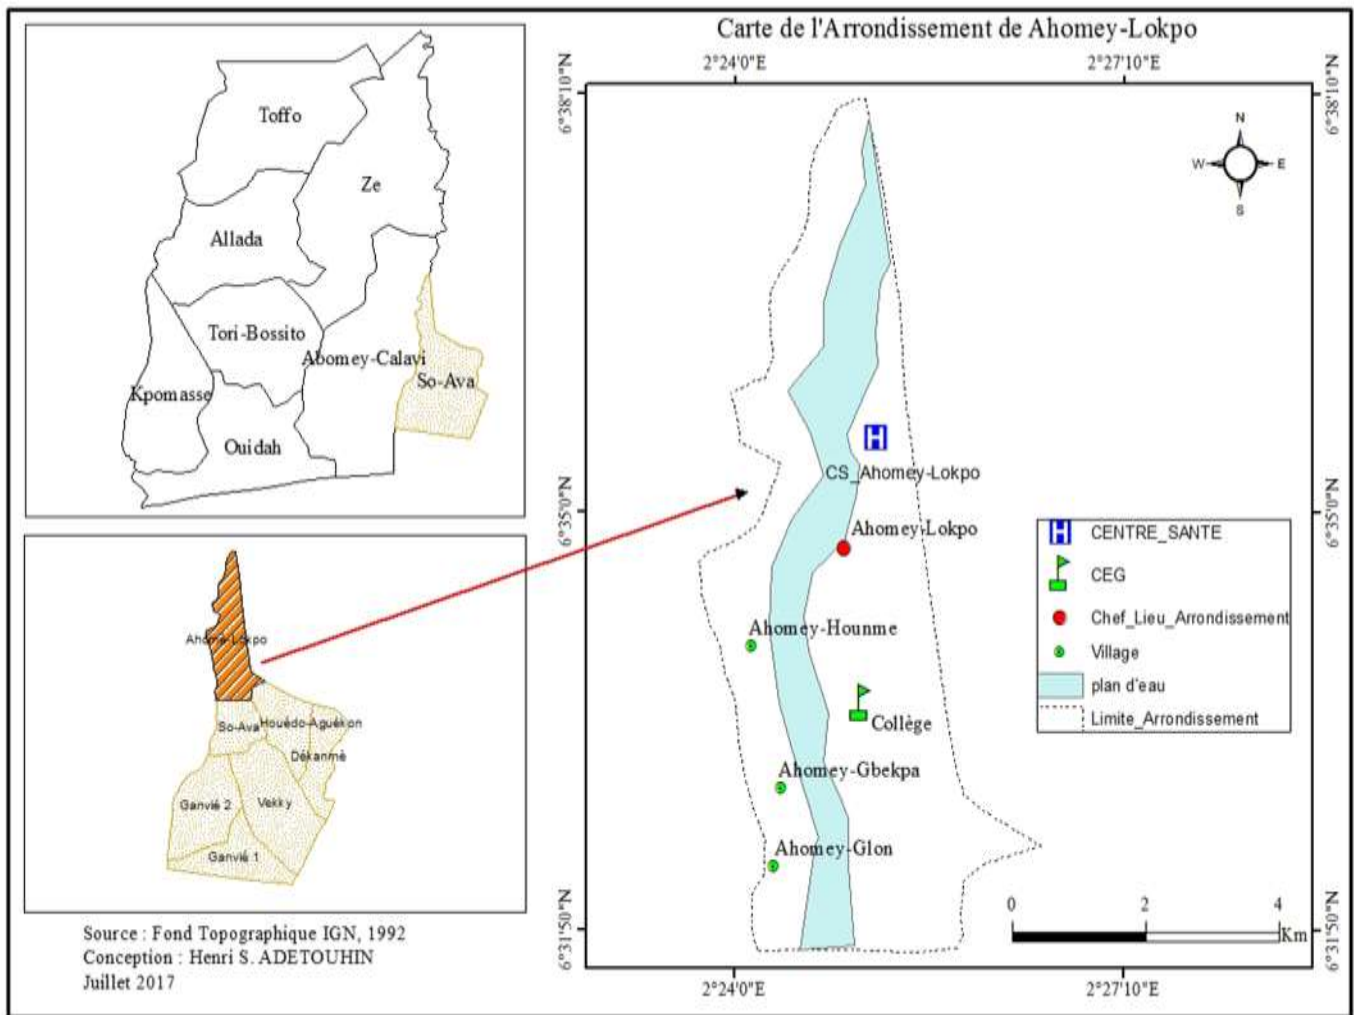 Carte de l'Arrondissement de Ahomey-Lokpo
2°24'0"E
2°27'10"E
6°38'10"N
6°38'10"N
N
W
E
S
Toffo
Ze
Allada
Tori-Bossito
Abomey-Calavi
So-Ava
Kpomasse
Ouidah
CS_Ahomey-Lokpo
6°35'0"N
6°35'0"N
Ahomey-Lokpo
Ahomey-Hounme
Collège
Ahomey-Gbekpa
Ahomey-Glon
H
H CENTRE_SANTE
CEG
Chef_Lieu_Arrondissement
Village
plan d'eau
Limite_Arrondissement
Ahomè-Lokpo
So-Ava
Houédo-Aguékon
Dékanmè
Ganvié 2
Vekky
Ganvié 1
0 2 4
Km
6°31'50"N
6°31'50"N
2°24'0"E
2°27'10"E
Source : Fond Topographique IGN, 1992
Conception : Henri S. ADETOUHIN
Juillet 2017